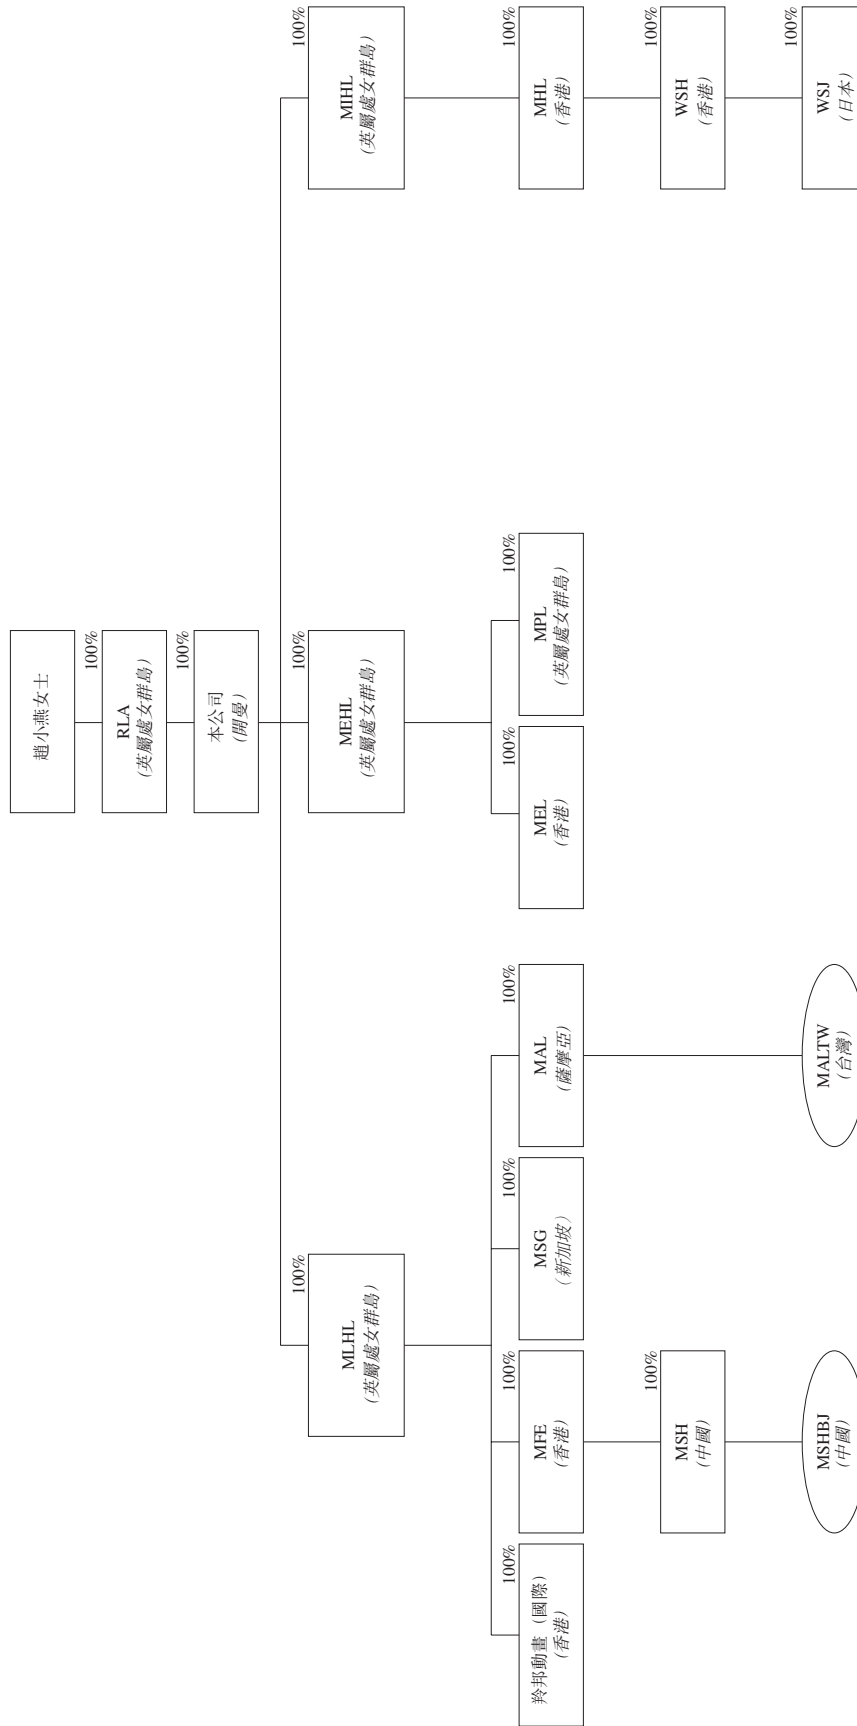 趙小燕女士
100%
RLA
(英屬處女群島)
100%
本公司
(開曼)
100%
MLHL
(英屬處女群島)
100%
MEHL
(英屬處女群島)
100%
MIHL
(英屬處女群島)
100%
羚邦動畫（國際）
(香港)
100%
MFE
(香港)
100%
MSG
(新加坡)
100%
MAL
(薩摩亞)
100%
MEL
(香港)
100%
MPL
(英屬處女群島)
100%
MHL
(香港)
100%
MSH
(中國)
100%
WSH
(香港)
MSHBJ
(中國)
MALTW
(台灣)
100%
WSJ
(日本)